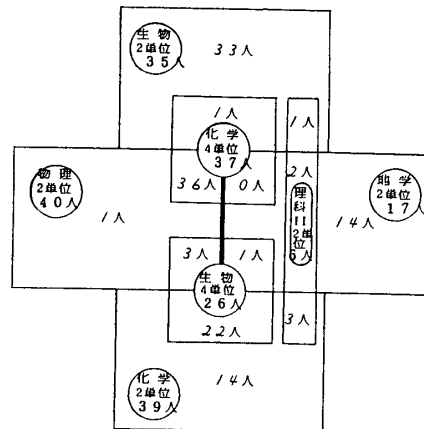 生物
2単位
35人
33人
1人
化学
4単位
37人
36人
0人
1人
2人
理科II2単位6人
3人
物理
2単位
40人
1人
地学
2単位
17人
14人
3人
1人
生物
4単位
26人
22人
化学
2単位
39人
14人